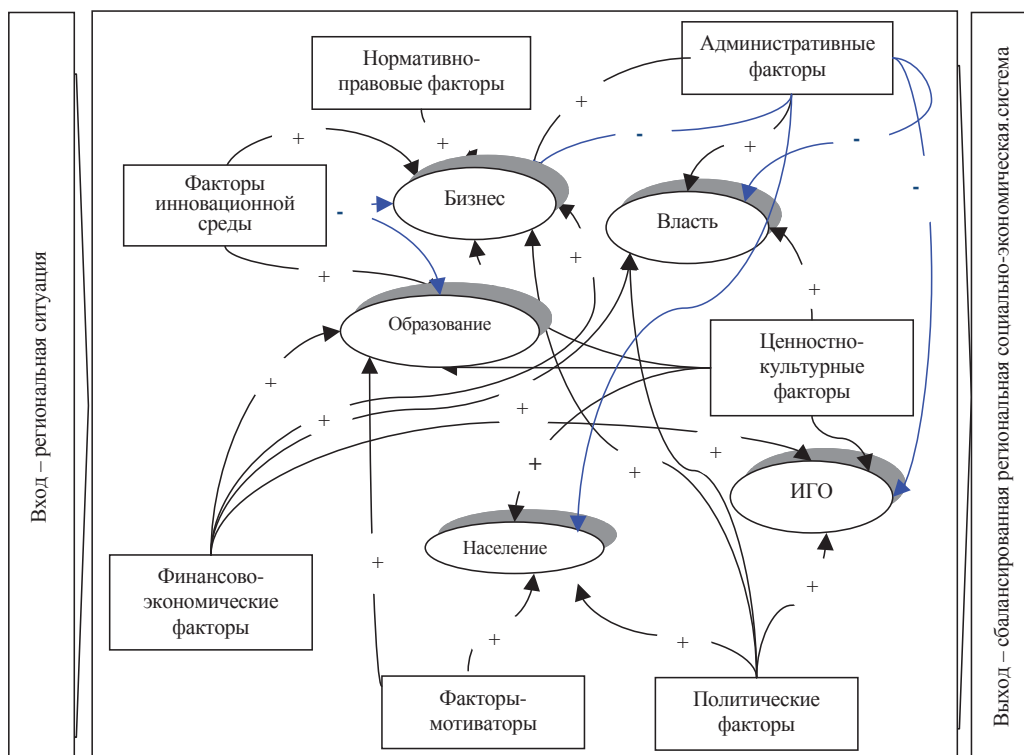 Вход – региональная ситуация
Нормативно-
правовые факторы
Административные
факторы
+
+
+
-
+
-
-
Факторы
инновационной
среды
-
Бизнес
Власть
+
+
+
Образование
Ценностно-
культурные
факторы
+
+
+
+
+
+
+
ИГО
Население
Финансово-
экономические
факторы
+
+
+
+
Факторы-
мотиваторы
Политические
факторы
Выход – сбалансированная региональная социально-экономическая.система